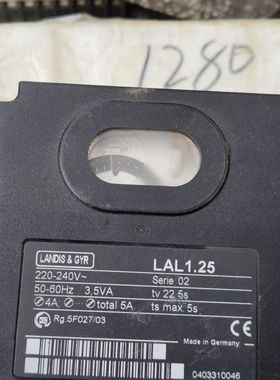 1280
LANDIS & GYR
LAL1.25
220-240V~
Serie 02
50-60Hz 3,5VA
tv 22.5s
4A ... total 5A
ts max. 5s
Rg.5F027/03
Made in Germany
CE
0403310046